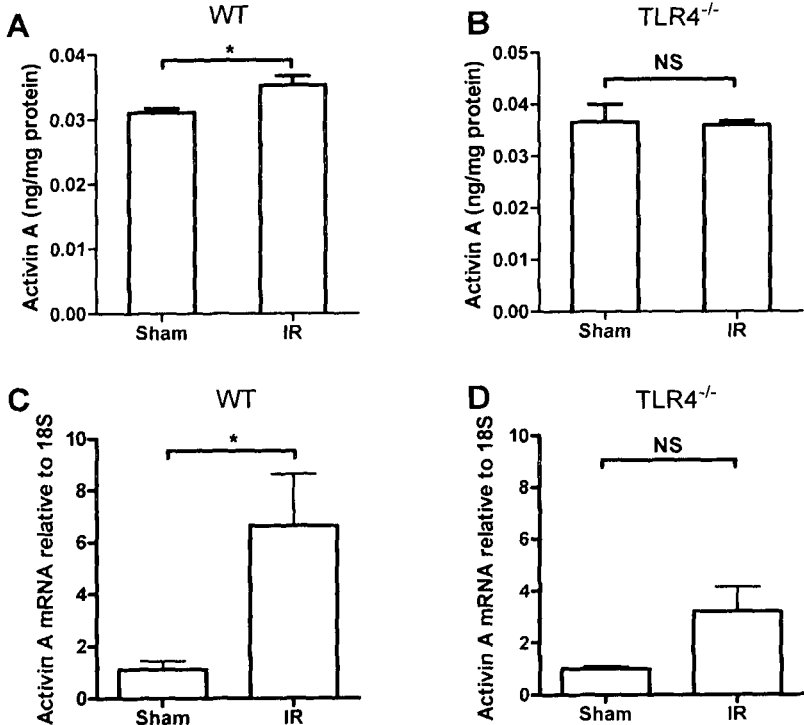 A
WT
*
Activin A (ng/mg protein)
0.04
0.03
0.02
0.01
0.00
Sham
IR
B
TLR4-/-
NS
Activin A (ng/mg protein)
0.05
0.04
0.03
0.02
0.01
0.00
Sham
IR
C
WT
*
Activin A mRNA relative to 18S
10
8
6
4
2
0
Sham
IR
D
TLR4-/-
NS
Activin A mRNA relative to 18S
10
8
6
4
2
0
Sham
IR